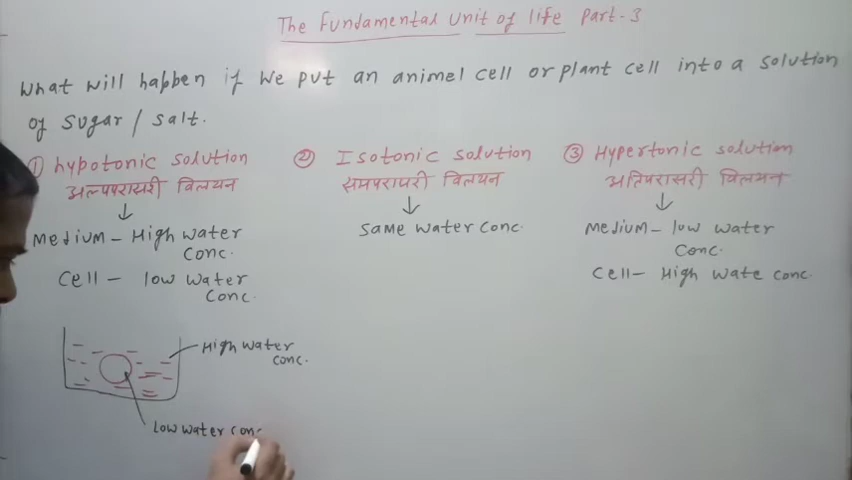 The Fundamental Unit of life Part-3
What will happen if we put an animel cell or plant cell into a solution
of sugar / salt.
① hypotonic solution
अल्पपरासरी विलयन
Medium - High water
conc.
Cell - low water
conc.
② Isotonic solution
समपरासरी विलयन
same water conc.
③ Hypertonic solution
अतिपरासरी विलयन
Medium - low water
Conc.
Cell - High wate conc.
High water
conc.
Low water con